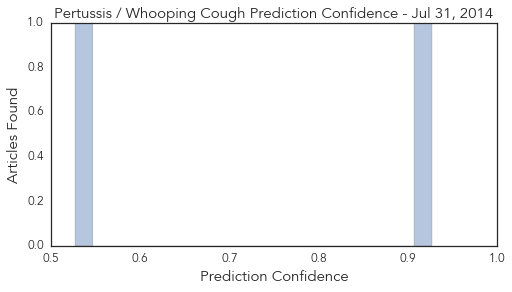 Pertussis / Whooping Cough Prediction Confidence - Jul 31, 2014
1.0
0.8
0.6
0.4
0.2
0.0
Articles Found
0.5 0.6 0.7 0.8 0.9 1.0
Prediction Confidence